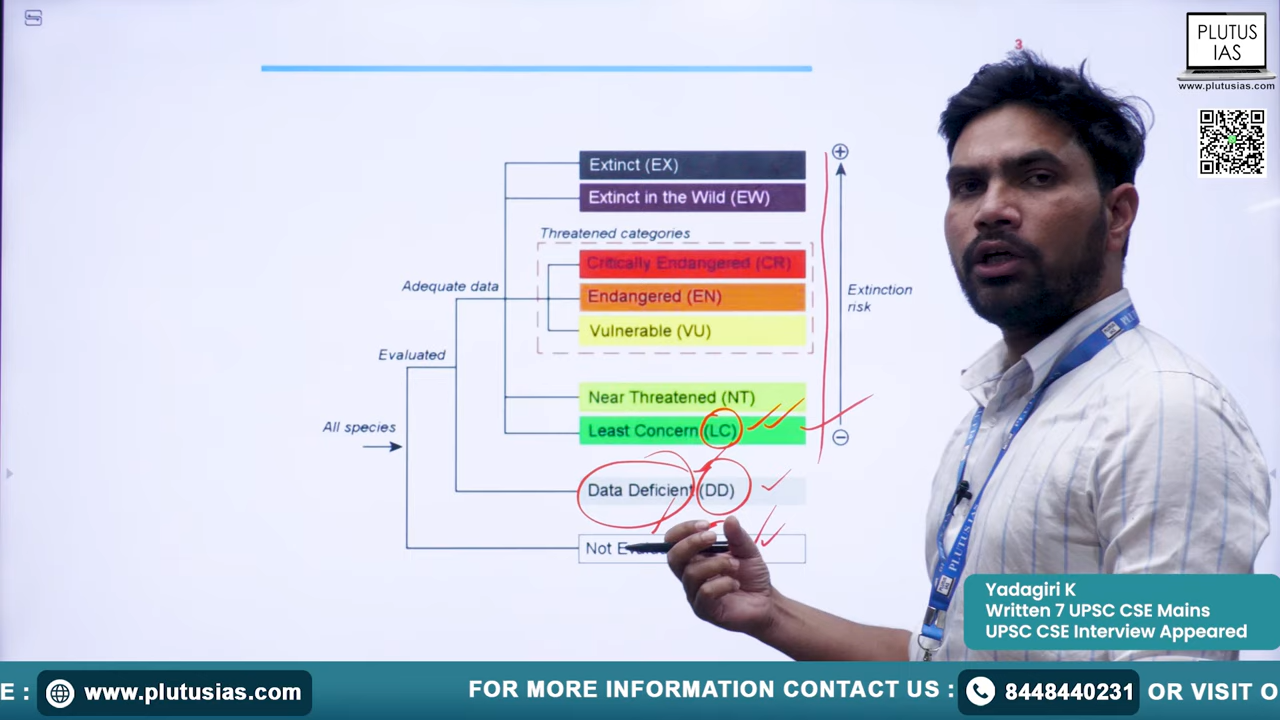 3
PLUTUS
IAS
www.plutusias.com
Extinct (EX)
Extinct in the Wild (EW)
Threatened categories
Critically Endangered (CR)
Adequate data
Endangered (EN)
Extinction
risk
Vulnerable (VU)
Evaluated
Near Threatened (NT)
All species
Least Concern (LC)
Data Deficient (DD)
Not
PLUTUS IAS
Yadagiri K
Written 7 UPSC CSE Mains
UPSC CSE Interview Appeared
E : www.plutusias.com FOR MORE INFORMATION CONTACT US : 8448440231 OR VISIT O